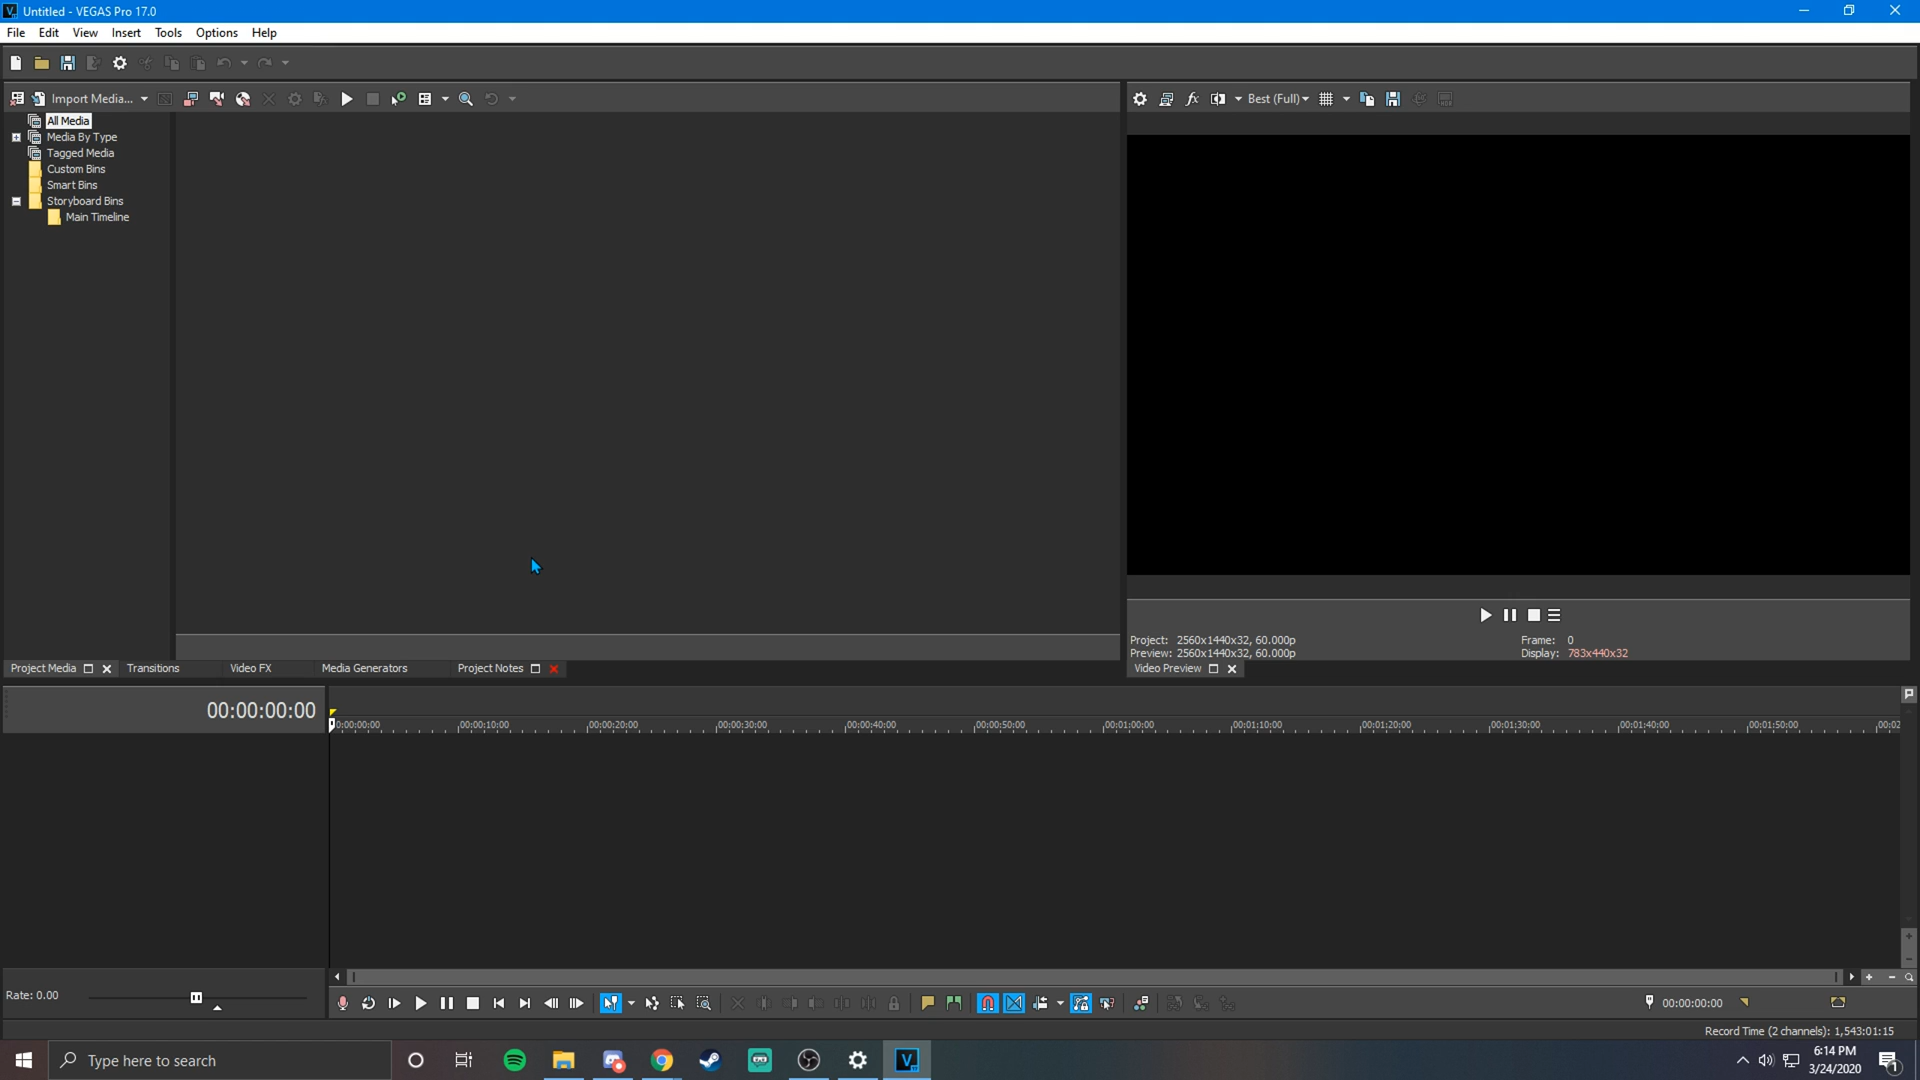 Untitled - VEGAS Pro 17.0
File Edit View Insert Tools Options Help
Import Media...
Best (Full)
All Media
Media By Type
Tagged Media
Custom Bins
Smart Bins
Storyboard Bins
Main Timeline
Project: 2560x1440x32, 60.000p
Frame: 0
Preview: 2560x1440x32, 60.000p
Display: 783x440x32
Project Media Transitions Video FX Media Generators Project Notes
Video Preview
00:00:00:00
0:00:00:00 00:00:10:00 00:00:20:00 00:00:30:00 00:00:40:00 00:00:50:00 00:01:00:00 00:01:10:00 00:01:20:00 00:01:30:00 00:01:40:00 00:01:50:00 00:02
Rate: 0.00
00:00:00:00
Record Time (2 channels): 1,543:01:15
Type here to search
6:14 PM
3/24/2020
1